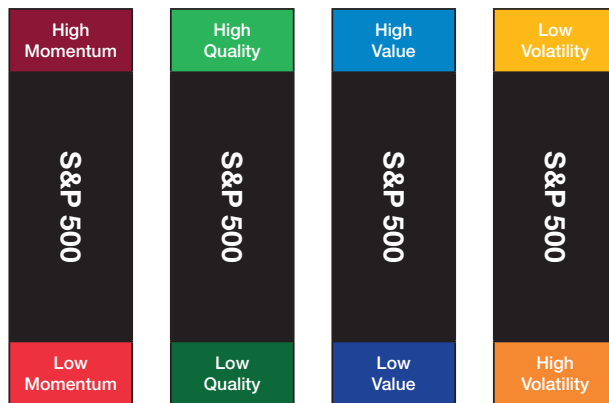 High
Momentum
S&P 500
Low
Momentum
High
Quality
S&P 500
Low
Quality
High
Value
S&P 500
Low
Value
Low
Volatility
S&P 500
High
Volatility